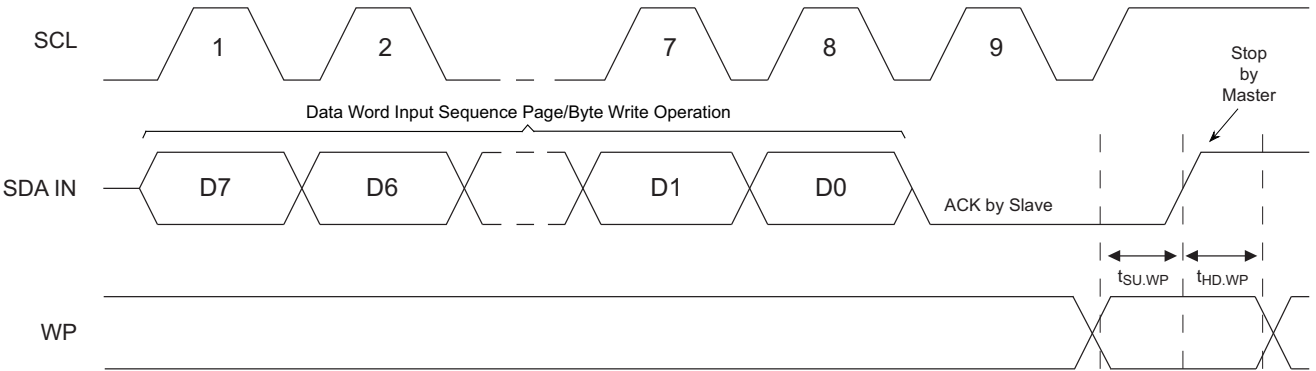 SCL
1
2
7
8
9
Stop
by
Master
Data Word Input Sequence Page/Byte Write Operation
SDA IN
D7
D6
D1
D0
ACK by Slave
tSU.WP
tHD.WP
WP